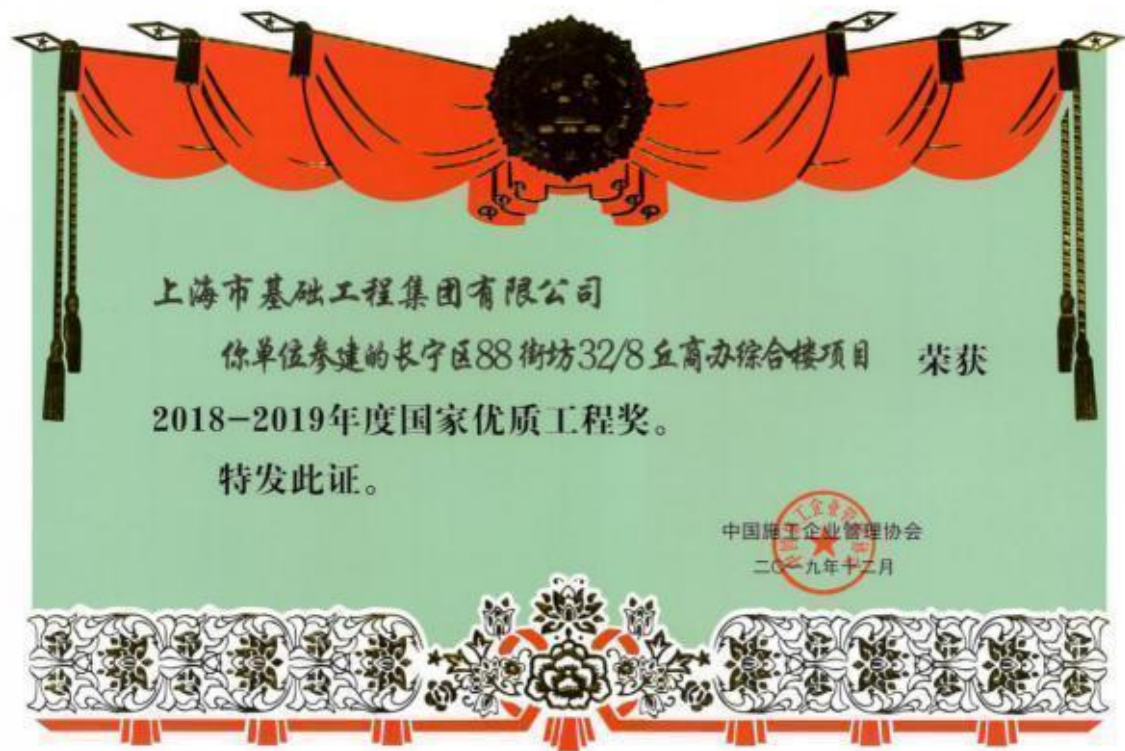 上海市基础工程集团有限公司
你单位参建的长宁区88街坊32/8丘商办综合楼项目 荣获
2018-2019年度国家优质工程奖。
特发此证。
中国施工企业管理协会
二〇一九年十二月